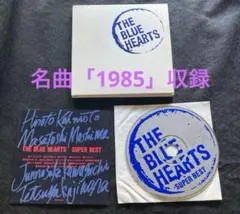 THE
BLUE
HEARTS
名曲「1985」収録
Hiroto Kohmoto
Masatoshi Mashima
THE BLUE HEARTS SUPER BEST
Junnosuke Kawaguchi
Tetsuya Kajiwara
THE
BLUE
HEARTS
SUPER BEST